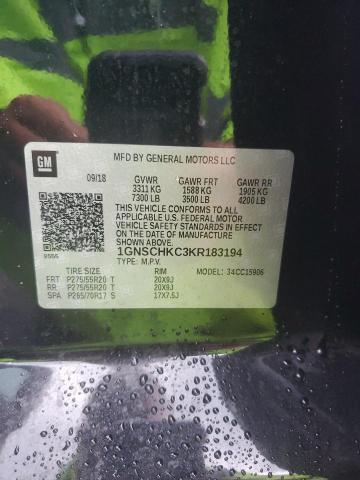 GM
MFD BY GENERAL MOTORS LLC
09/18 GVWR GAWR FRT GAWR RR
3311 KG 1588 KG 1905 KG
7300 LB 3500 LB 4200 LB
THIS VEHICLE CONFORMS TO ALL APPLICABLE
U.S. FEDERAL MOTOR VEHICLE SAFETY STANDARDS
IN EFFECT ON THE DATE OF
MANUFACTURE SHOWN ABOVE.
1GNSCHKC3KR183194
TYPE: M.P.V. MODEL: 34CC15906
TIRE SIZE RIM
FRT P275/55R20 T 20X9J
RR P275/55R20 T 20X9J
SPA P265/70R17 S 17X7.5J